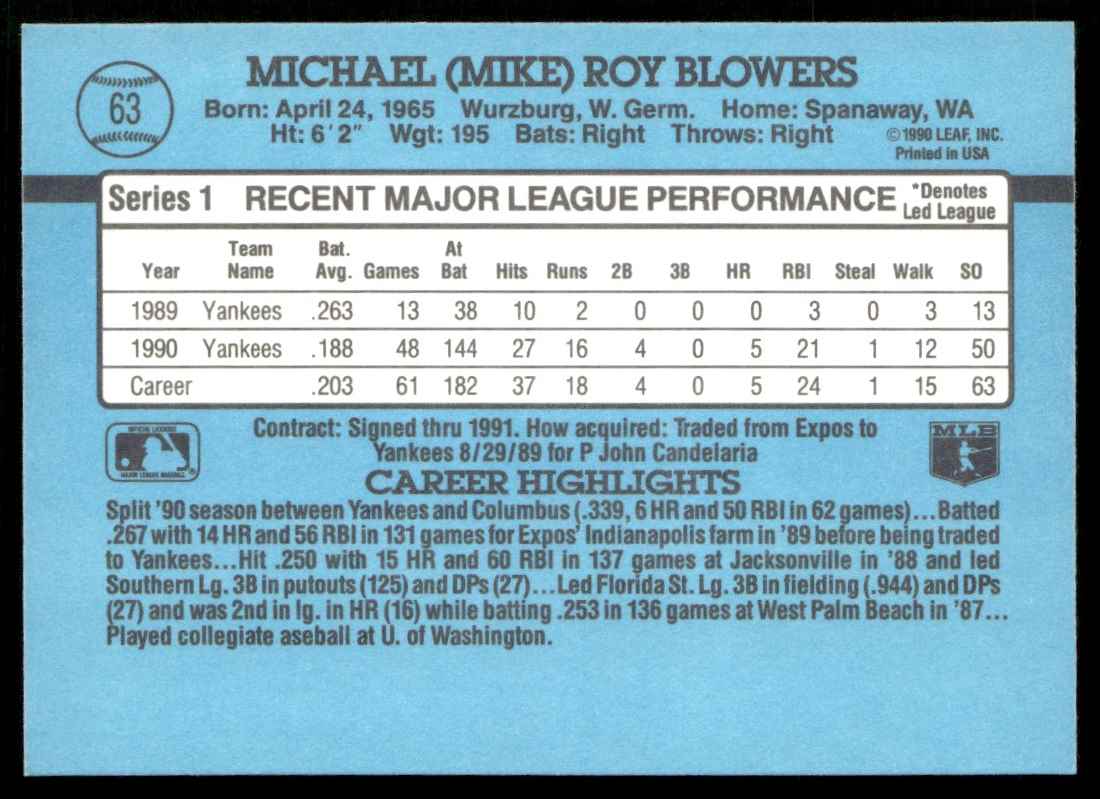 63
MICHAEL (MIKE) ROY BLOWERS
Born: April 24, 1965 Wurzburg, W. Germ. Home: Spanaway, WA
Ht: 6'2" Wgt: 195 Bats: Right Throws: Right
©1990 LEAF, INC.
Printed in USA
Series 1 RECENT MAJOR LEAGUE PERFORMANCE *Denotes Led League
Year Team Name Bat. Avg. Games At Bat Hits Runs 2B 3B HR RBI Steal Walk SO
1989 Yankees .263 13 38 10 2 0 0 0 3 0 3 13
1990 Yankees .188 48 144 27 16 4 0 5 21 1 12 50
Career .203 61 182 37 18 4 0 5 24 1 15 63
OFFICIAL LICENSEE
MAJOR LEAGUE BASEBALL
®
Contract: Signed thru 1991. How acquired: Traded from Expos to
Yankees 8/29/89 for P John Candelaria
MLB
CAREER HIGHLIGHTS
Split '90 season between Yankees and Columbus (.339, 6 HR and 50 RBI in 62 games)...Batted
.267 with 14 HR and 56 RBI in 131 games for Expos' Indianapolis farm in '89 before being traded
to Yankees...Hit .250 with 15 HR and 60 RBI in 137 games at Jacksonville in '88 and led
Southern Lg. 3B in putouts (125) and DPs (27)...Led Florida St. Lg. 3B in fielding (.944) and DPs
(27) and was 2nd in lg. in HR (16) while batting .253 in 136 games at West Palm Beach in '87...
Played collegiate aseball at U. of Washington.